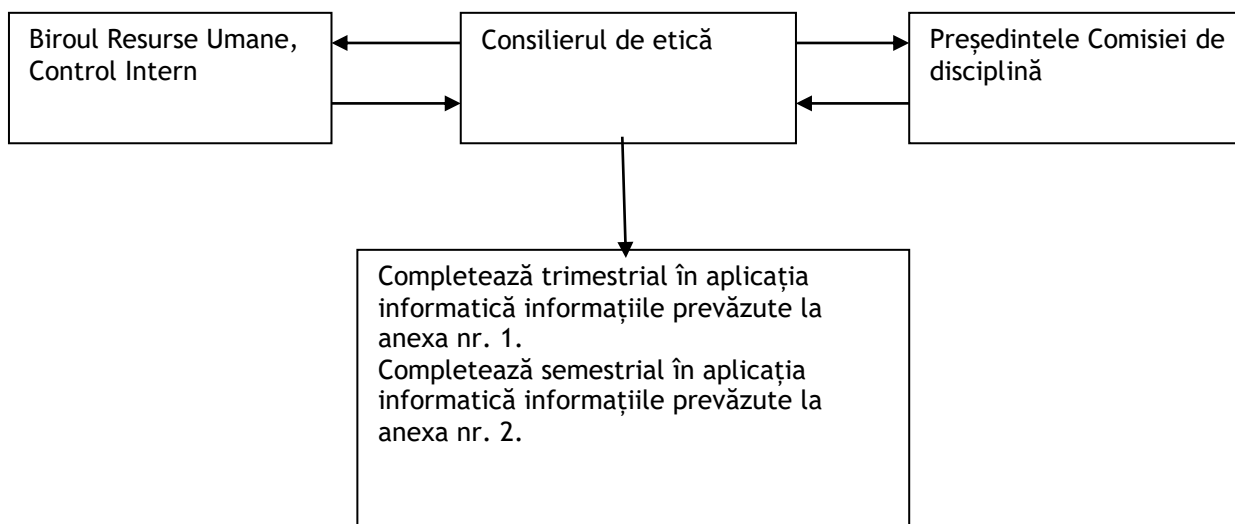 Biroul Resurse Umane,
Control Intern
Consilierul de etică
Președintele Comisiei de
disciplină
Completează trimestrial în aplicația
informatică informațiile prevăzute la
anexa nr. 1.
Completează semestrial în aplicația
informatică informațiile prevăzute la
anexa nr. 2.